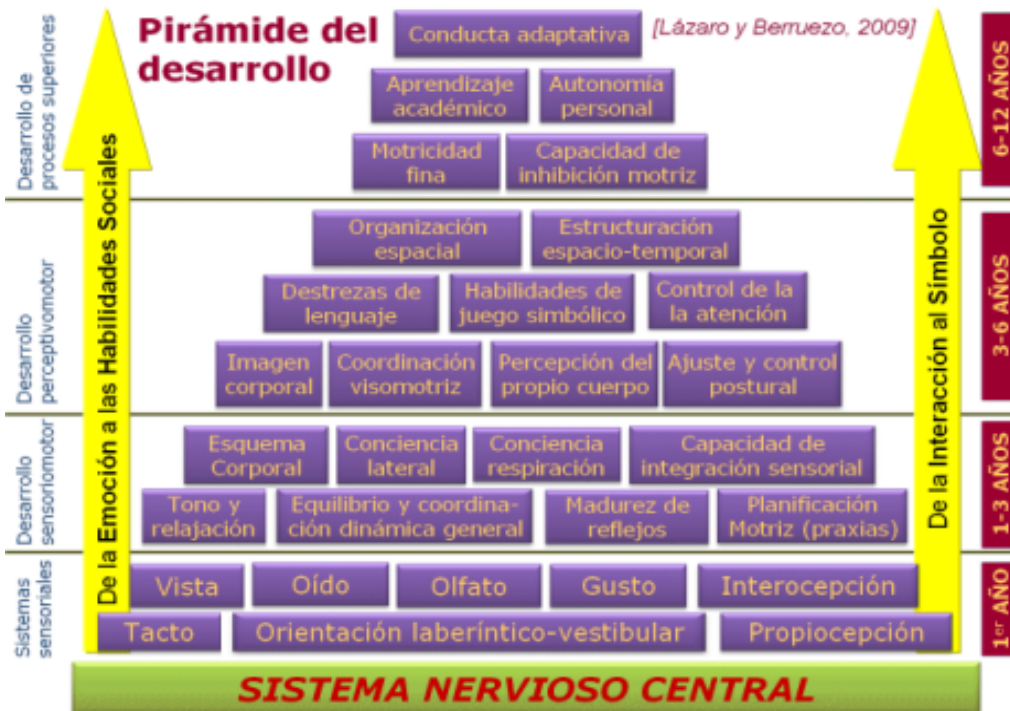 Pirámide del
desarrollo
[Lázaro y Berruezo, 2009]
Conducta adaptativa
Aprendizaje
académico
Autonomía
personal
Motricidad
fina
Capacidad de
inhibición motriz
Desarrollo de
procesos superiores
6-12 AÑOS
Organización
espacial
Estructuración
espacio-temporal
Destrezas de
lenguaje
Habilidades de
juego simbólico
Control de la
la atención
Imagen
corporal
Coordinación
visomotriz
Percepción del
propio cuerpo
Ajuste y control
postural
Desarrollo
perceptivomotor
3-6 AÑOS
Esquema
Corporal
Conciencia
lateral
Conciencia
respiración
Capacidad de
integración sensorial
Tono y
relajación
Equilibrio y coordina-
ción dinámica general
Madurez de
reflejos
Planificación
Motriz (praxias)
Desarrollo
sensoriomotor
1-3 AÑOS
Vista
Oído
Olfato
Gusto
Interocepción
Tacto
Orientación laberíntico-vestibular
Propiocepción
Sistemas
sensoriales
1er AÑO
De la Emoción a las Habilidades Sociales
De la Interacción al Símbolo
SISTEMA NERVIOSO CENTRAL